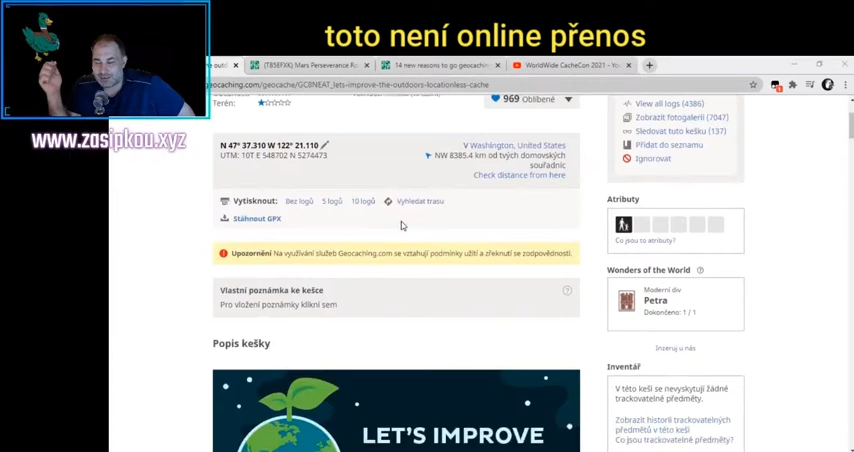 toto není online přenos
(TB5EFXX) Mars Perseverance Ro
14 new reasons to go geocaching
WorldWide CacheCon 2021 - You
geocaching.com/geocache/GC8NEAT_lets-improve-the-outdoors-locationless-cache
www.zasipkou.xyz
Terén:
969 Oblíbené
View all logs (4386)
Zobrazit fotogalerii (7047)
Sledovat tuto kešku (137)
Přidat do seznamu
Ignorovat
N 47° 37.310 W 122° 21.110
UTM: 10T E 548702 N 5274473
V Washington, United States
NW 8385.4 km od tvých domovských
souřadnic
Check distance from here
Vytisknout: Bez logů 5 logů 10 logů Vyhledat trasu
Stáhnout GPX
Upozornění Na využívání služeb Geocaching.com se vztahují podmínky užití a zřeknutí se zodpovědnosti.
Vlastní poznámka ke kešce
Pro vložení poznámky klikni sem
Popis kešky
LET'S IMPROVE
Atributy
Co jsou to atributy?
Wonders of the World
Moderní div
Petra
Dokončeno: 1 / 1
Inzeruj u nás
Inventář
V této keši se nevyskytují žádné
trackovatelné předměty.
Zobrazit historii trackovatelných
předmětů v této keši
Co jsou trackovatelné předměty?